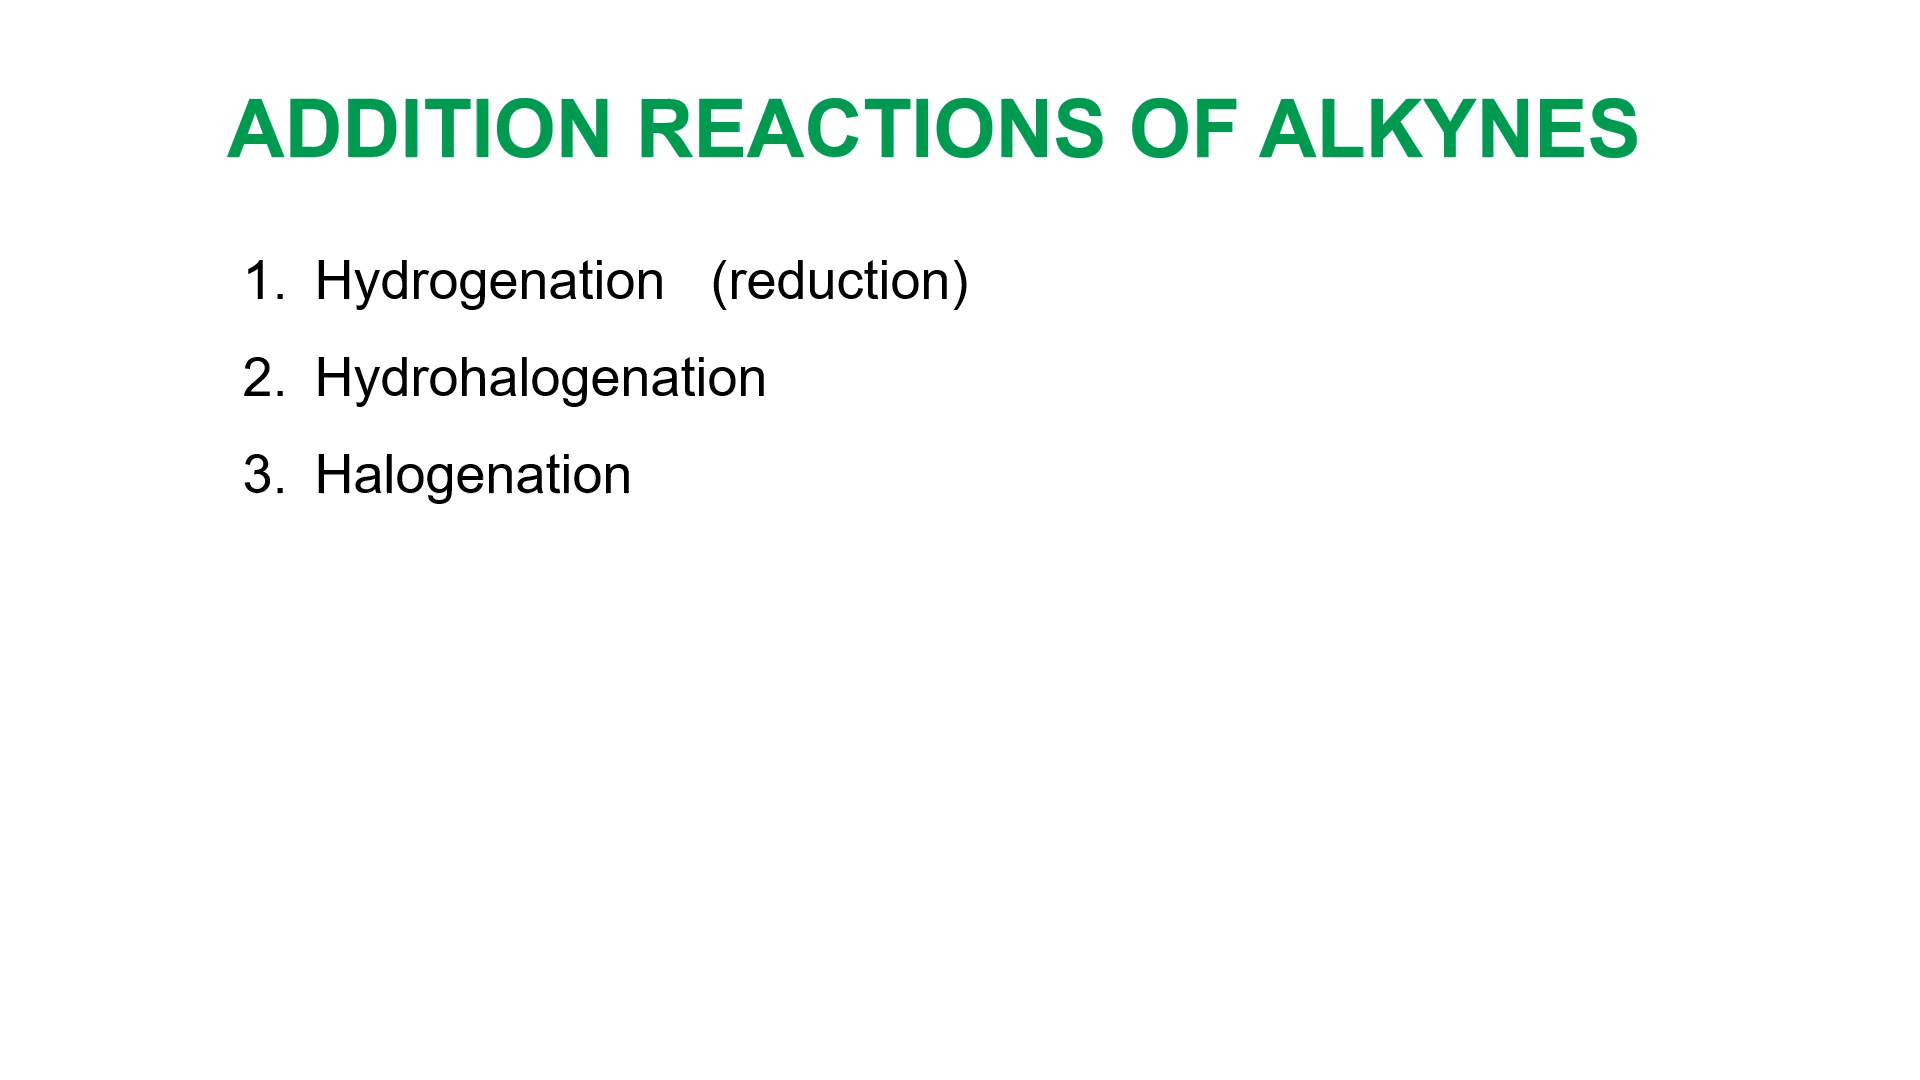 ADDITION REACTIONS OF ALKYNES
1. Hydrogenation (reduction)
2. Hydrohalogenation
3. Halogenation